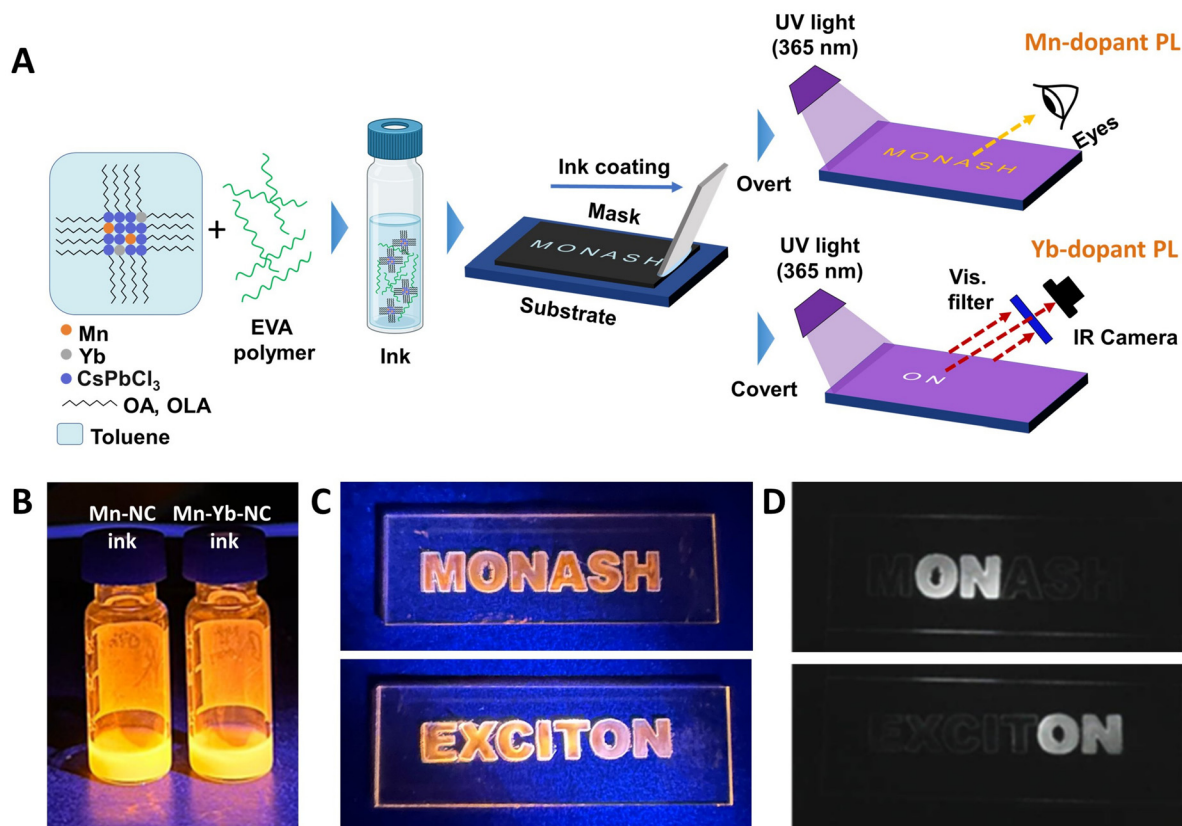 A
Mn
Yb
CsPbCl₃
OA, OLA
Toluene
+
EVA
polymer
Ink
Ink coating
Mask
MONASH
Substrate
UV light
(365 nm)
Mn-dopant PL
Eyes
MONASH
Overt
UV light
(365 nm)
Yb-dopant PL
Vis.
filter
IR Camera
ON
Covert
B
Mn-NC
ink
Mn-Yb-NC
ink
C
MONASH
EXCITON
D
MONASH
EXCITON